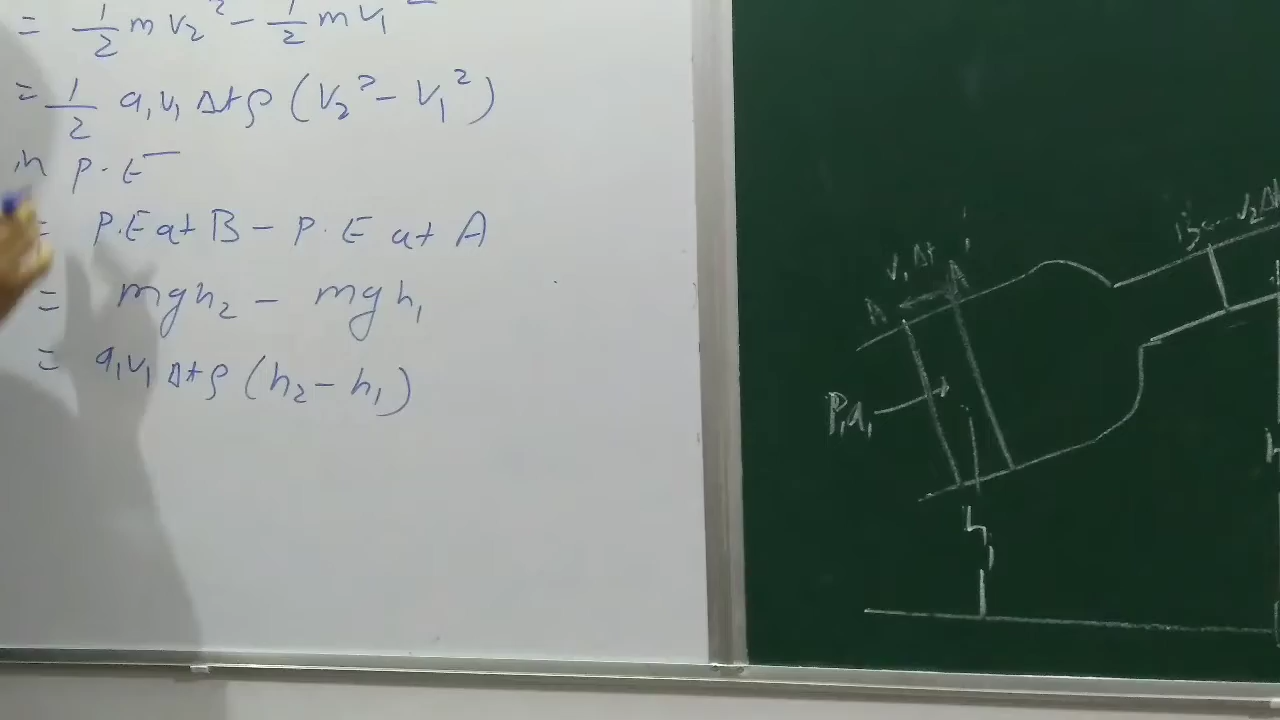 = 1/2 m v₂² - 1/2 m v₁²
= 1/2 a₁v₁ Δt ρ (v₂² - v₁²)
in P.E
= P.E at B - P.E at A
= mgh₂ - mgh₁
= a₁v₁ Δt ρ (h₂ - h₁)
B v₂Δt
v₁Δt
A A'
P₁a₁
h₁
h